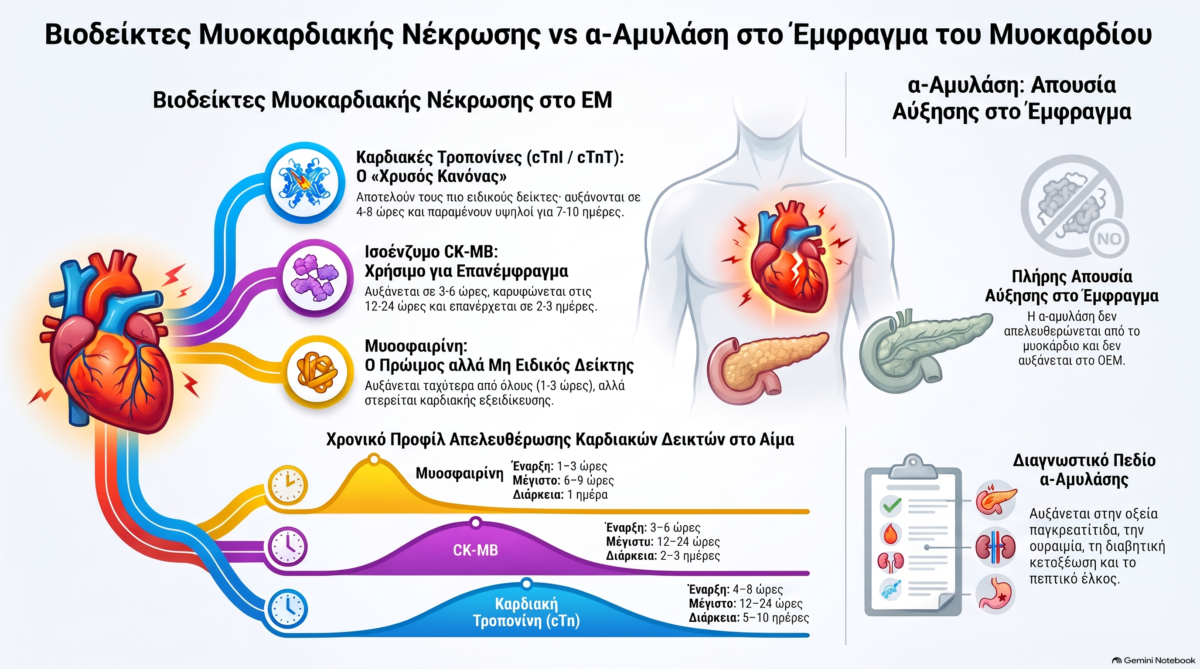 Βιοδείκτες Μυοκαρδιακής Νέκρωσης vs α-Αμυλάση στο Έμφραγμα του Μυοκαρδίου
Βιοδείκτες Μυοκαρδιακής Νέκρωσης στο ΕΜ
Καρδιακές Τροπονίνες (cTnI / cTnT):
Ο «Χρυσός Κανόνας»
Αποτελούν τους πιο ειδικούς δείκτες· αυξάνονται σε
4-8 ώρες και παραμένουν υψηλοί για 7-10 ημέρες.
Ισοένζυμο CK-MB:
Χρήσιμο για Επανέμφραγμα
Αυξάνεται σε 3-6 ώρες, καρυφώνεται στις
12-24 ώρες και επανέρχεται σε 2-3 ημέρες.
Μυοσφαιρίνη:
Ο Πρώιμος αλλά Μη Ειδικός Δείκτης
Αυξάνεται ταχύτερα από όλους (1-3 ώρες), αλλά
στερείται καρδιακής εξειδίκευσης.
Χρονικό Προφίλ Απελευθέρωσης Καρδιακών Δεικτών στο Αίμα
Μυοσφαιρίνη
Έναρξη: 1–3 ώρες
Μέγιστο: 6–9 ώρες
Διάρκεια: 1 ημέρα
CK-MB
Έναρξη: 3–6 ώρες
Μέγιστυ: 12–24 ώρες
Διάρκεια: 2–3 ημέρες
Καρδιακή
Τροπονίνη (cTn)
Έναρξη: 4–8 ώρες
Μέγιστο: 12–24 ώρες
Διάρκεια: 5–10 ηρέρες
α-Αμυλάση: Απουσία
Αύξησης στο Έμφραγμα
NO
Πλήρης Απουσία
Αύξησης στο Έμφραγμα
Η α-αμυλάση δεν
απελευθερώνεται από το
μυοκάρδιο και δεν
αυξάνεται στο ΟΕΜ.
Διαγνωστικό Πεδίο
α-Αμυλάσης
Αυξάνεται στην οξεία
παγκρεατίτιδα, την
ουραιμία, τη διαβητική
κετοξέωση και το
πεπτικό έλκος.
Gemini Notebook